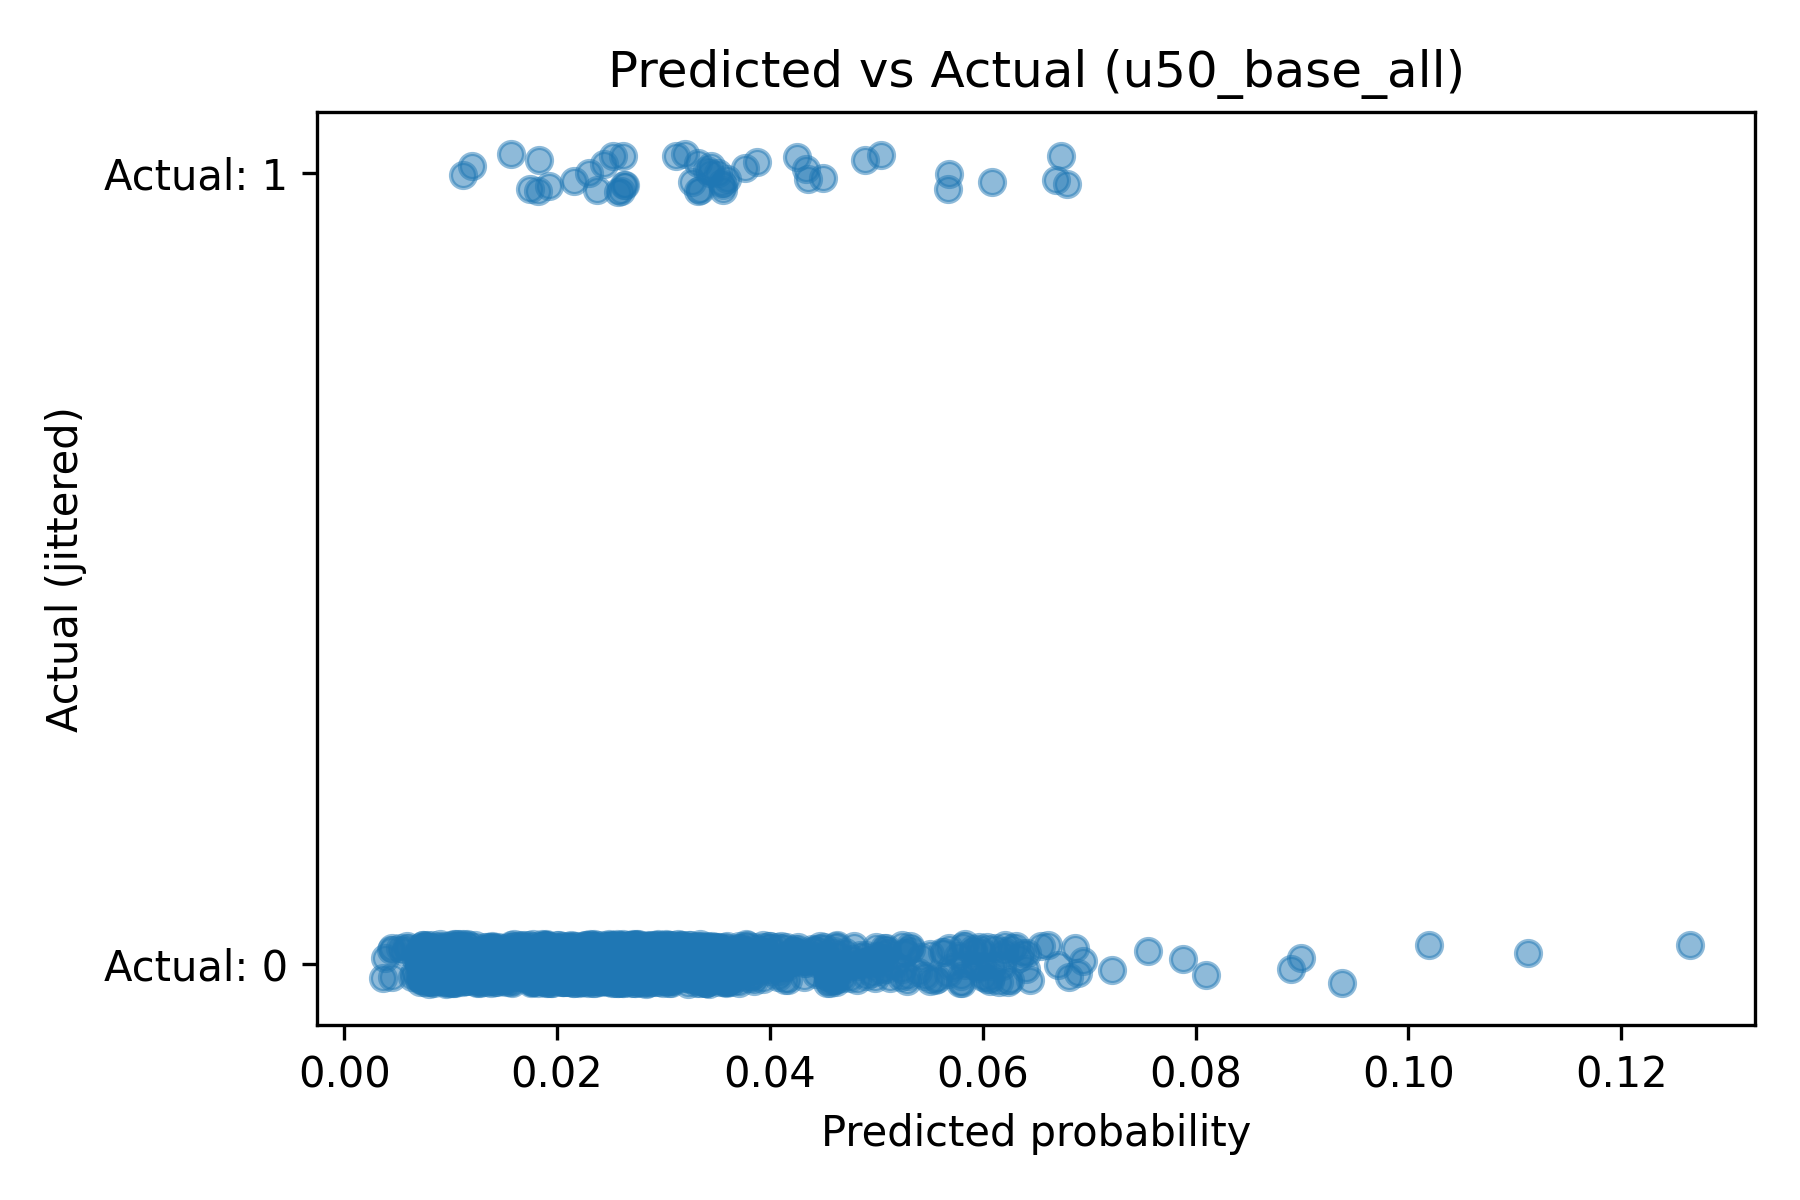 Predicted vs Actual (u50_base_all)
Actual: 1
Actual (jittered)
Actual: 0
0.00 0.02 0.04 0.06 0.08 0.10 0.12
Predicted probability